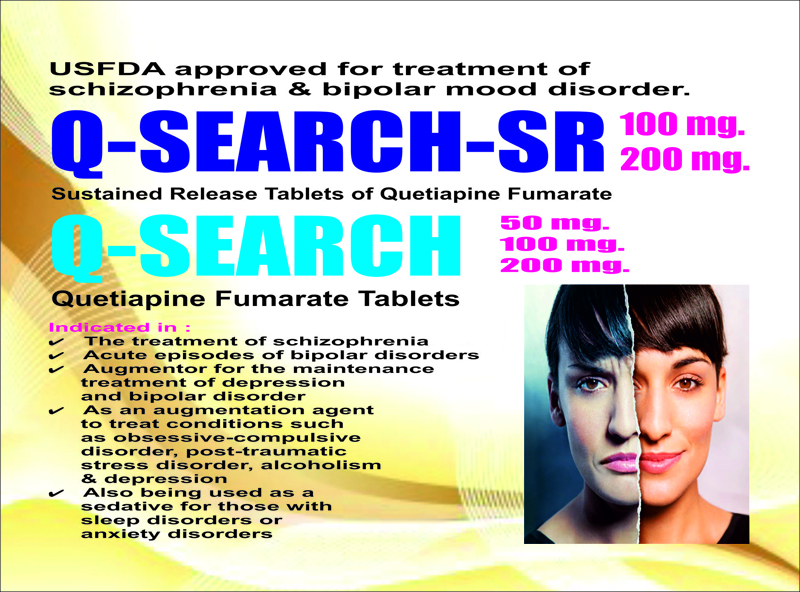 USFDA approved for treatment of
schizophrenia & bipolar mood disorder.
Q-SEARCH-SR 100 mg.
200 mg.
Sustained Release Tablets of Quetiapine Fumarate
Q-SEARCH 50 mg.
100 mg.
200 mg.
Quetiapine Fumarate Tablets
Indicated in :
✔ The treatment of schizophrenia
✔ Acute episodes of bipolar disorders
✔ Augmentor for the maintenance
treatment of depression
and bipolar disorder
✔ As an augmentation agent
to treat conditions such
as obsessive-compulsive
disorder, post-traumatic
stress disorder, alcoholism
& depression
✔ Also being used as a
sedative for those with
sleep disorders or
anxiety disorders